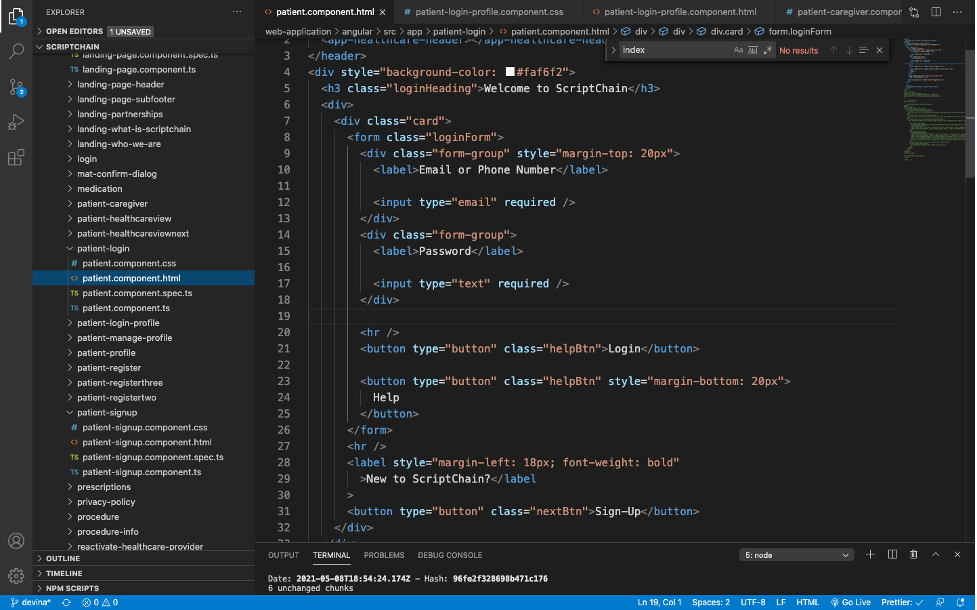 EXPLORER
OPEN EDITORS 1 UNSAVED
SCRIPTCHAIN
TS landing-page.component.spec.ts
TS landing-page.component.ts
landing-page-header
landing-page-subfooter
landing-partnerships
landing-what-is-scriptchain
landing-who-we-are
login
mat-confirm-dialog
medication
patient-caregiver
patient-healthcareview
patient-healthcareviewnext
patient-login
# patient.component.css
<> patient.component.html
TS patient.component.spec.ts
TS patient.component.ts
patient-login-profile
patient-manage-profile
patient-profile
patient-register
patient-registerthree
patient-registertwo
patient-signup
# patient-signup.component.css
<> patient-signup.component.html
TS patient-signup.component.spec.ts
TS patient-signup.component.ts
prescriptions
privacy-policy
procedure
procedure-info
reactivate-healthcare-provider
OUTLINE
TIMELINE
NPM SCRIPTS
1
2
<> patient.component.html
# patient-login-profile.component.css
<> patient-login-profile.component.html
# patient-caregiver.compor
web-application > angular > src > app > patient-login > <> patient.component.html > div > div > div.card > form.loginForm
index
Aa
No results
2 <app-healthcare-header></app-healthcare-head
3 </header>
4 <div style="background-color: #faf6f2">
5 <h3 class="loginHeading">Welcome to ScriptChain</h3>
6 <div>
7 <div class="card">
8 <form class="loginForm">
9 <div class="form-group" style="margin-top: 20px">
10 <label>Email or Phone Number</label>
11
12 <input type="email" required />
13 </div>
14 <div class="form-group">
15 <label>Password</label>
16
17 <input type="text" required />
18 </div>
19
20 <hr />
21 <button type="button" class="helpBtn">Login</button>
22
23 <button type="button" class="helpBtn" style="margin-bottom: 20px">
24 Help
25 </button>
26 </form>
27 <hr />
28 <label style="margin-left: 18px; font-weight: bold"
29 >New to ScriptChain?</label
30 >
31 <button type="button" class="nextBtn">Sign-Up</button>
32 </div>
OUTPUT TERMINAL PROBLEMS DEBUG CONSOLE
5: node
Date: 2021-05-08T18:54:24.174Z - Hash: 96fe2f328698b471c176
6 unchanged chunks
devina* 0 0
Ln 19, Col 1 Spaces: 2 UTF-8 LF HTML Go Live Prettier: ✓